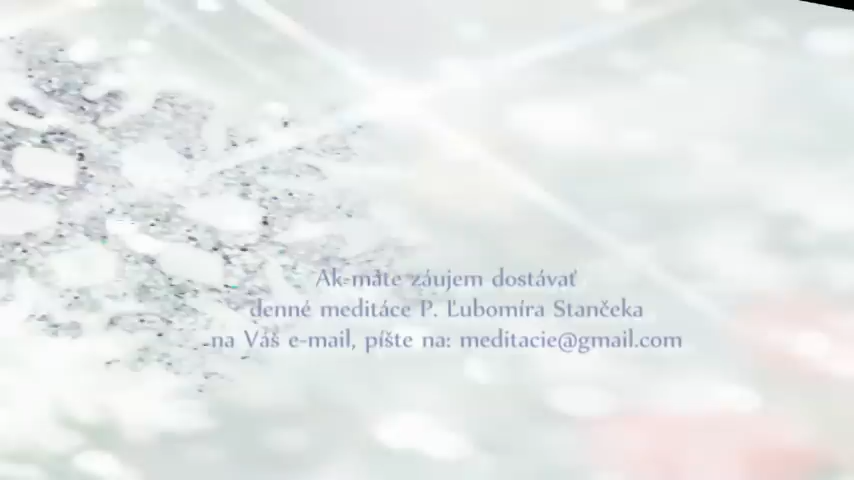 Ak máte záujem dostávať
denné meditáce P. Ľubomíra Stančeka
na Váš e-mail, píšte na: meditacie@gmail.com